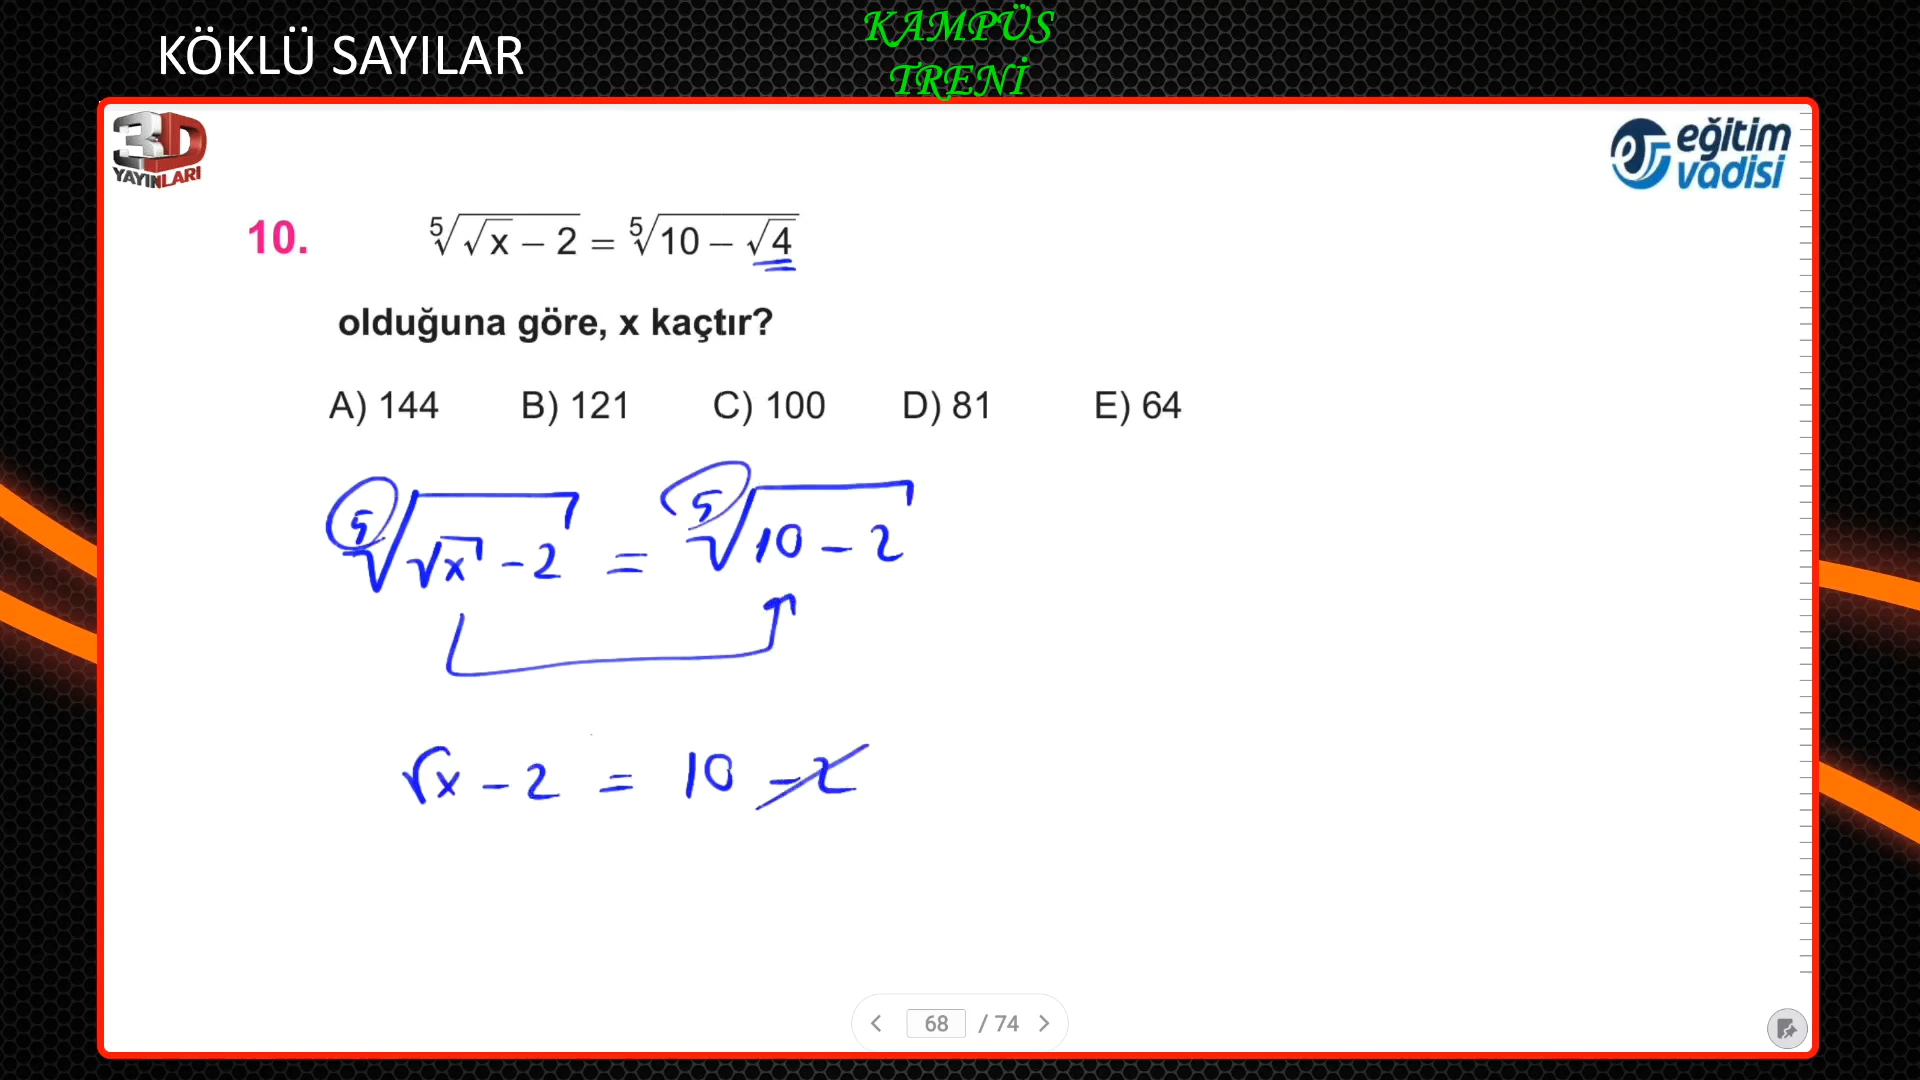 KÖKLÜ SAYILAR
KAMPÜS
TRENİ
3D
YAYINLARI
eğitim
vadisi
10. ⁵√(√x − 2) = ⁵√(10 − √4)
olduğuna göre, x kaçtır?
A) 144 B) 121 C) 100 D) 81 E) 64
⁵√(√x − 2) = ⁵√(10 − 2)
√x − 2 = 10 − 2
68 / 74